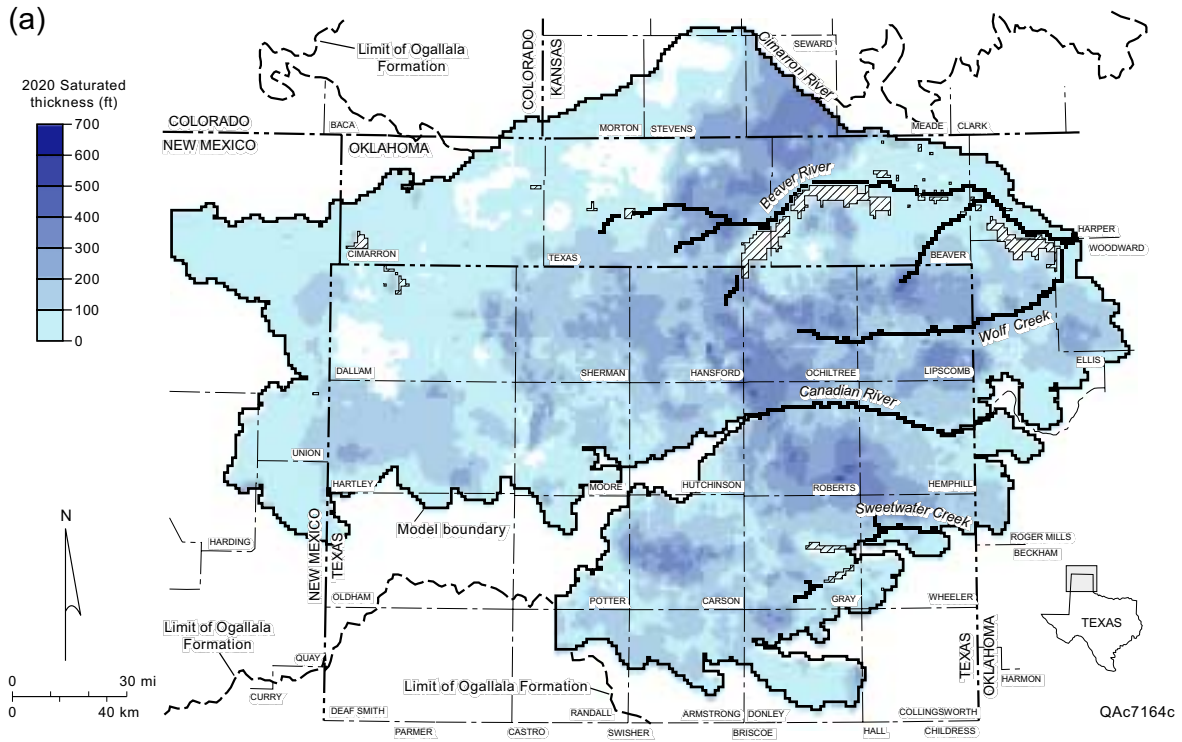 (a)
Limit of Ogallala
Formation
2020 Saturated
thickness (ft)
700
600
500
400
300
200
100
0
COLORADO
KANSAS
SEWARD
Cimarron River
COLORADO
NEW MEXICO
BACA
OKLAHOMA
MORTON
STEVENS
MEADE
CLARK
Beaver River
HARPER
WOODWARD
CIMARRON
TEXAS
BEAVER
Wolf Creek
ELLIS
DALLAM
SHERMAN
HANSFORD
OCHILTREE
LIPSCOMB
Canadian River
UNION
HARTLEY
MOORE
HUTCHINSON
ROBERTS
HEMPHILL
Model boundary
Sweetwater Creek
N
HARDING
NEW MEXICO
TEXAS
ROGER MILLS
BECKHAM
OLDHAM
POTTER
CARSON
GRAY
WHEELER
TEXAS
Limit of Ogallala
Formation
QUAY
TEXAS
OKLAHOMA
0 30 mi
0 40 km
CURRY
Limit of Ogallala Formation
HARMON
DEAF SMITH
RANDALL
ARMSTRONG
DONLEY
COLLINGSWORTH
QAc7164c
PARMER
CASTRO
SWISHER
BRISCOE
HALL
CHILDRESS